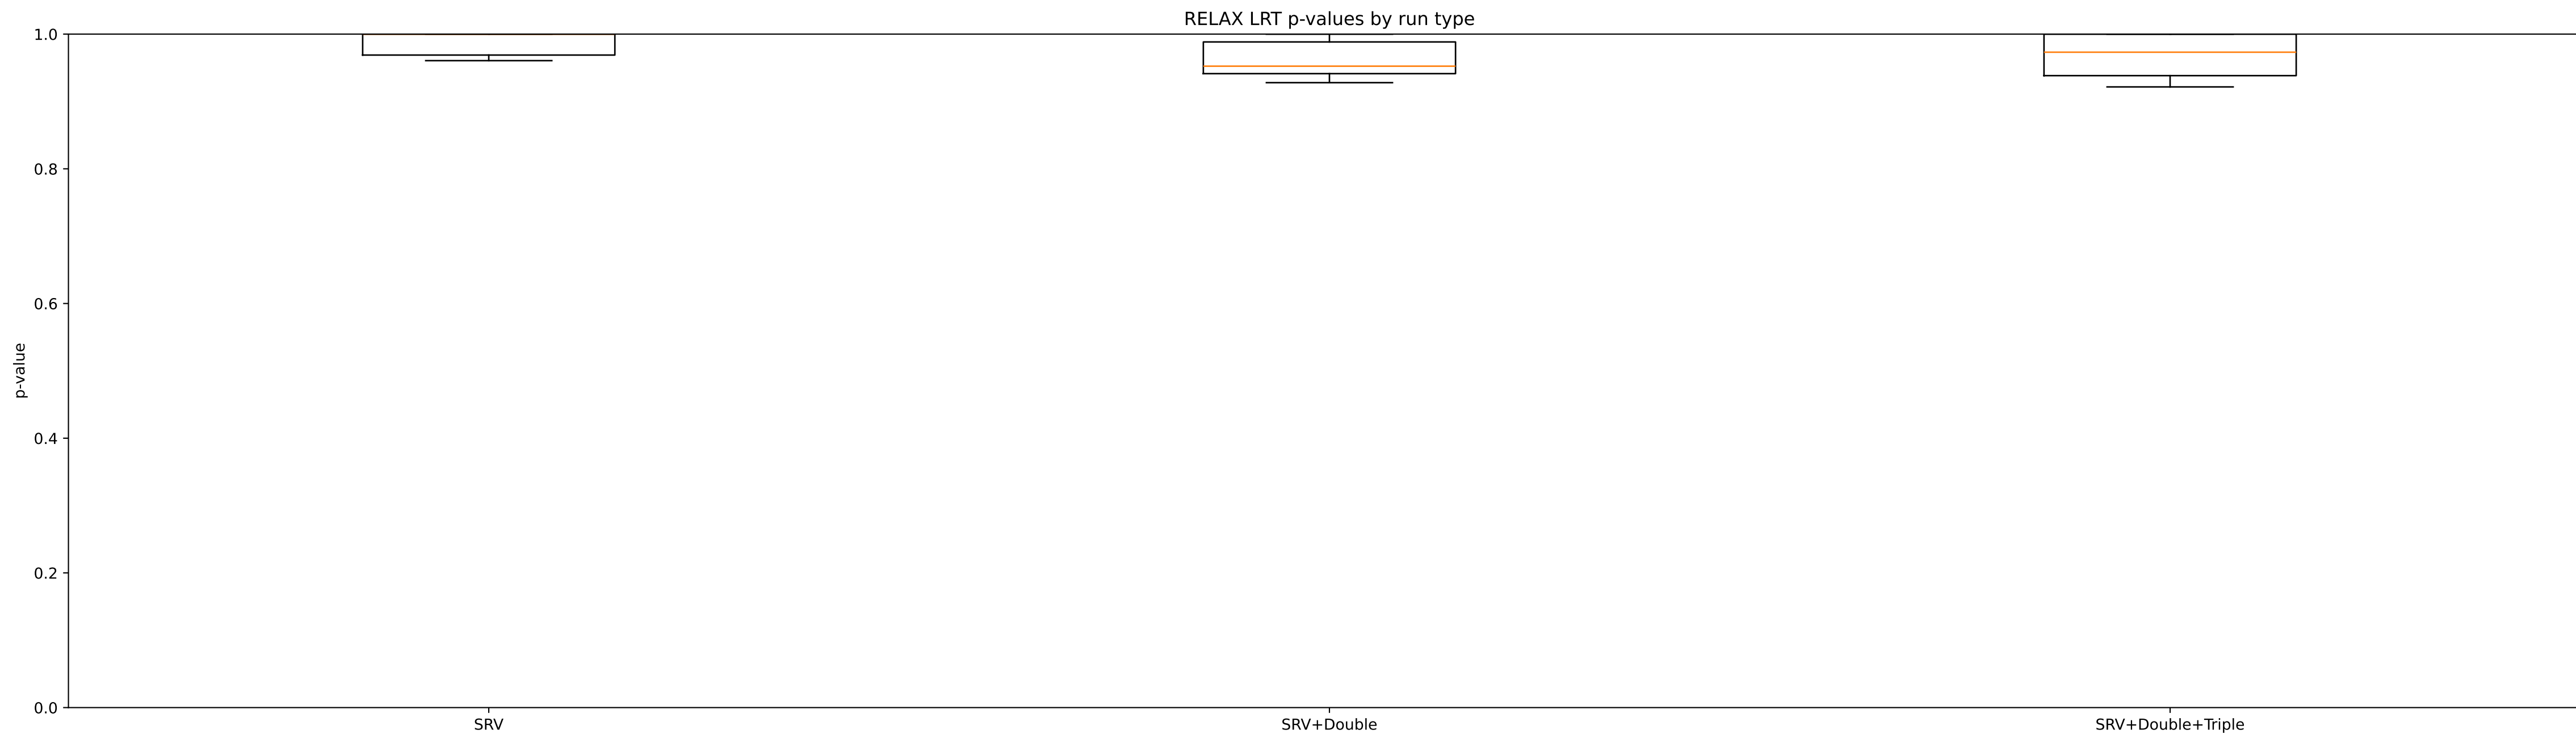 RELAX LRT p-values by run type
1.0
0.8
0.6
0.4
0.2
0.0
p-value
SRV
SRV+Double
SRV+Double+Triple